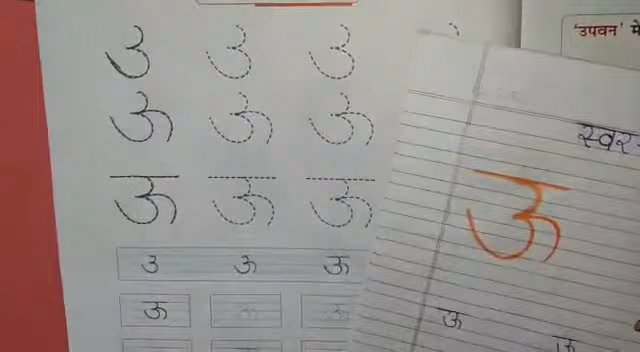 'उपवन' में
स्वर
उ उ उ
ऊ ऊ ऊ
ऊ ऊ ऊ
ऊ
उ ऊ ऊ
ऊ
ऊ